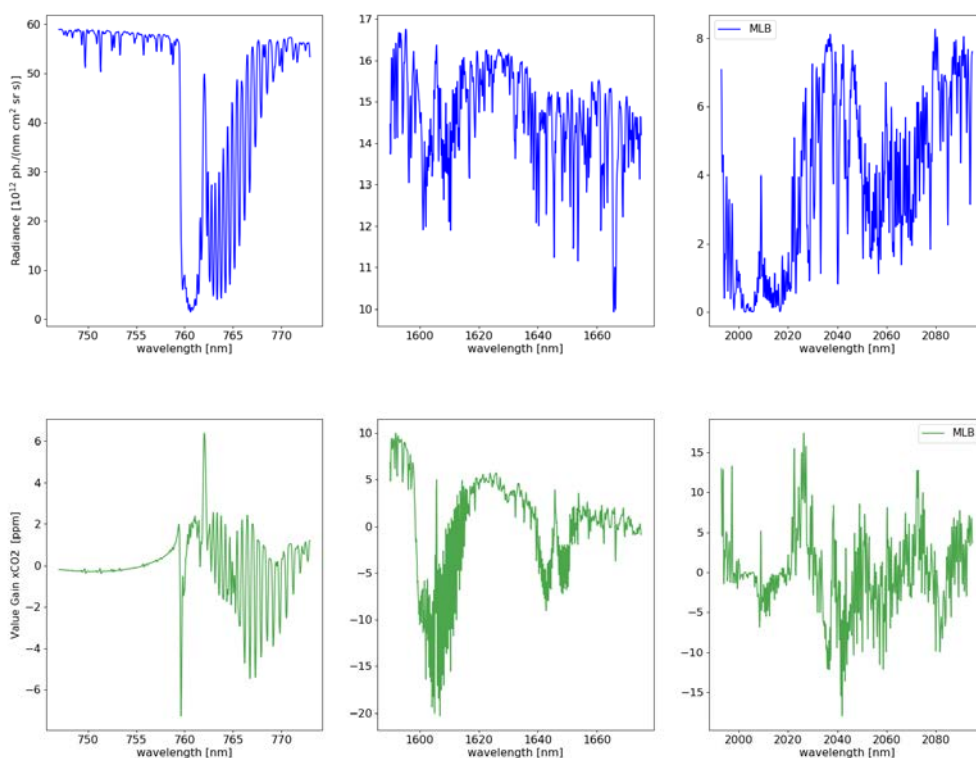 60
50
40
30
20
10
0
Radiance [10¹² ph./(nm cm² sr s)]
750 755 760 765 770
wavelength [nm]
17
16
15
14
13
12
11
10
1600 1620 1640 1660
wavelength [nm]
MLB
8
6
4
2
0
2000 2020 2040 2060 2080
wavelength [nm]
6
4
2
0
−2
−4
−6
Value Gain xCO2 [ppm]
750 755 760 765 770
wavelength [nm]
10
5
0
−5
−10
−15
−20
1600 1620 1640 1660
wavelength [nm]
MLB
15
10
5
0
−5
−10
−15
2000 2020 2040 2060 2080
wavelength [nm]